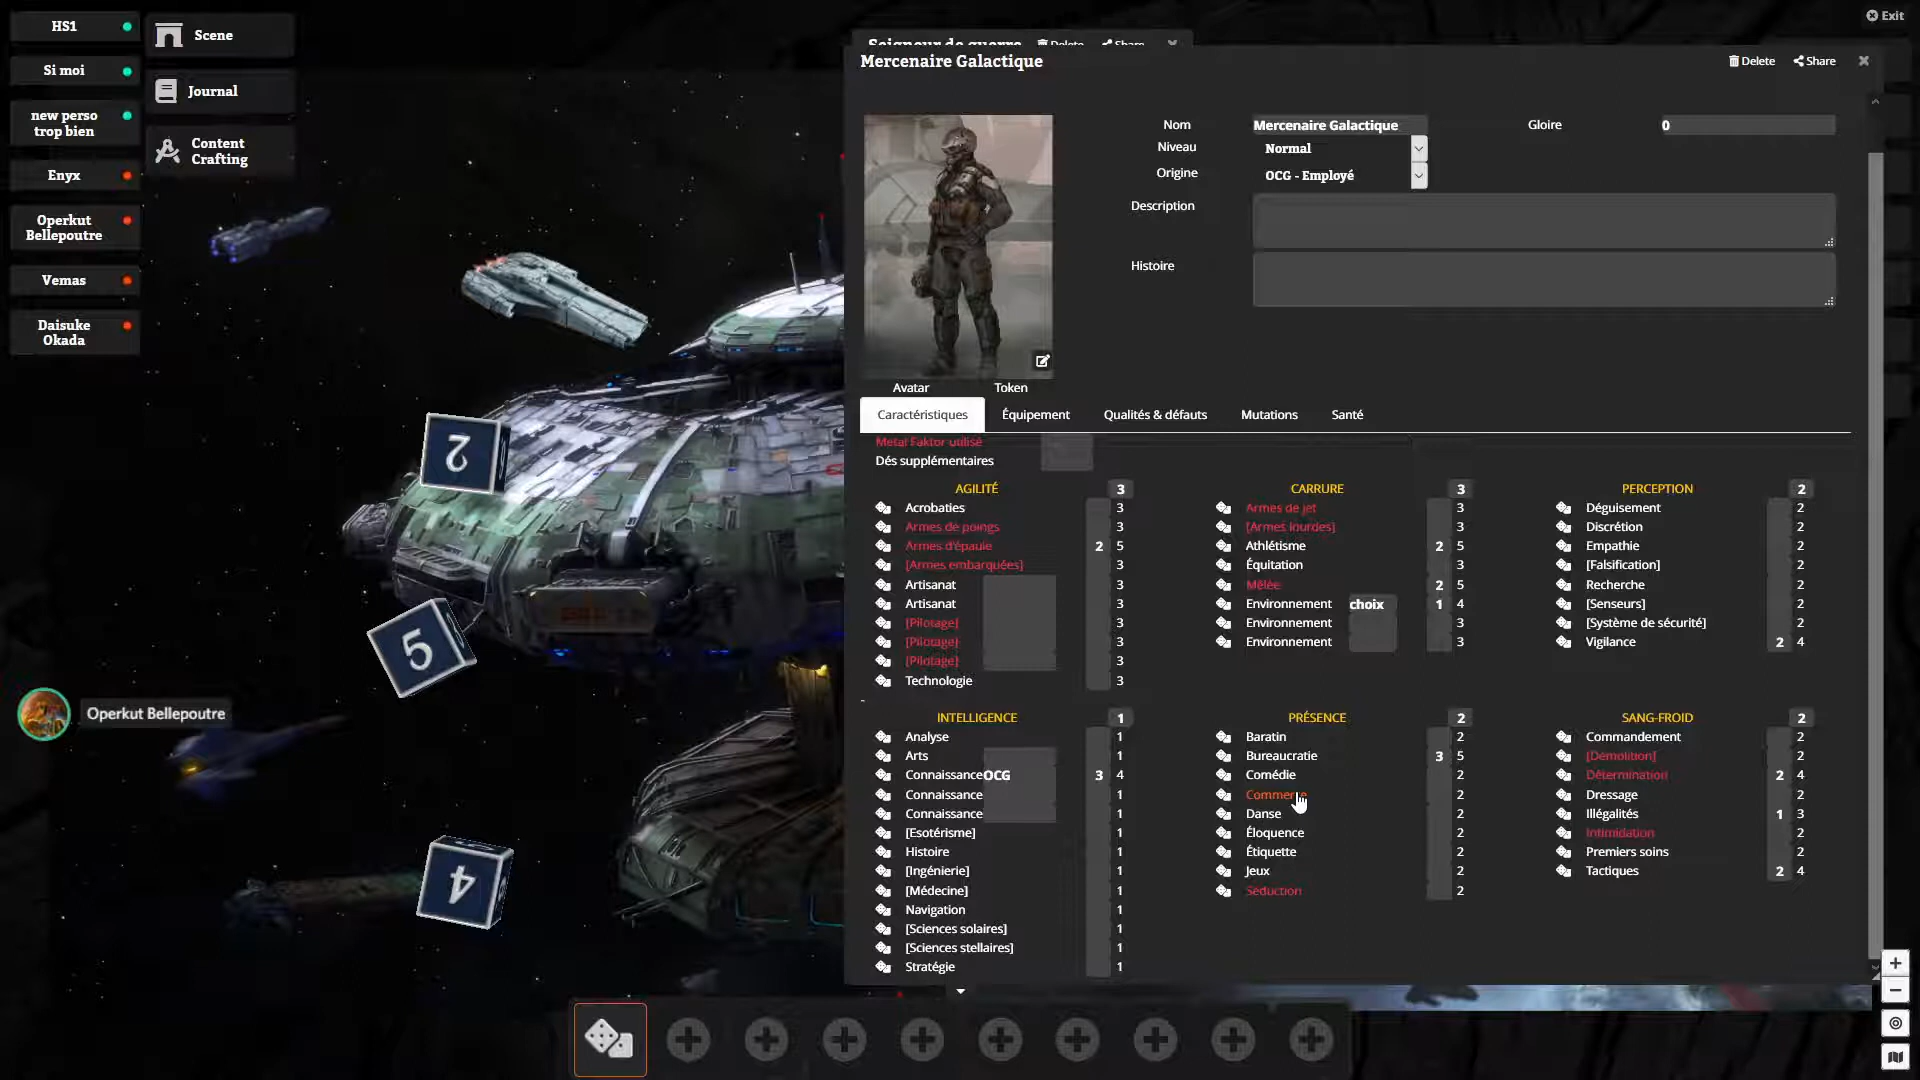 HS1
Si moi
new perso
trop bien
Enyx
Operkut
Bellepoutre
Vemas
Daisuke
Okada
Scene
Journal
Content
Crafting
Exit
Seigneur de guerre
Delete
Share
Mercenaire Galactique
Delete
Share
Nom
Mercenaire Galactique
Gloire
0
Niveau
Normal
Origine
OCG - Employé
Description
Histoire
Avatar
Token
Caractéristiques
Équipement
Qualités & défauts
Mutations
Santé
Metal Faktor utilisé
Dés supplémentaires
AGILITÉ 3
Acrobaties 3
Armes de poings 3
Armes d'épaule 2 5
[Armes embarquées] 3
Artisanat 3
Artisanat 3
[Pilotage] 3
[Pilotage] 3
[Pilotage] 3
Technologie 3
CARRURE 3
Armes de jet 3
[Armes lourdes] 3
Athlétisme 2 5
Équitation 3
Mêlée 2 5
Environnement choix 1 4
Environnement 3
Environnement 3
PERCEPTION 2
Déguisement 2
Discrétion 2
Empathie 2
[Falsification] 2
Recherche 2
[Senseurs] 2
[Système de sécurité] 2
Vigilance 2 4
INTELLIGENCE 1
Analyse 1
Arts 1
Connaissance OCG 3 4
Connaissance 1
Connaissance 1
[Esotérisme] 1
Histoire 1
[Ingénierie] 1
[Médecine] 1
Navigation 1
[Sciences solaires] 1
[Sciences stellaires] 1
Stratégie 1
PRÉSENCE 2
Baratin 2
Bureaucratie 3 5
Comédie 2
Commerce 2
Danse 2
Éloquence 2
Étiquette 2
Jeux 2
Séduction 2
SANG-FROID 2
Commandement 2
[Démolition] 2
Détermination 2 4
Dressage 2
Illégalités 1 3
Intimidation 2
Premiers soins 2
Tactiques 2 4
2
5
4
Operkut Bellepoutre